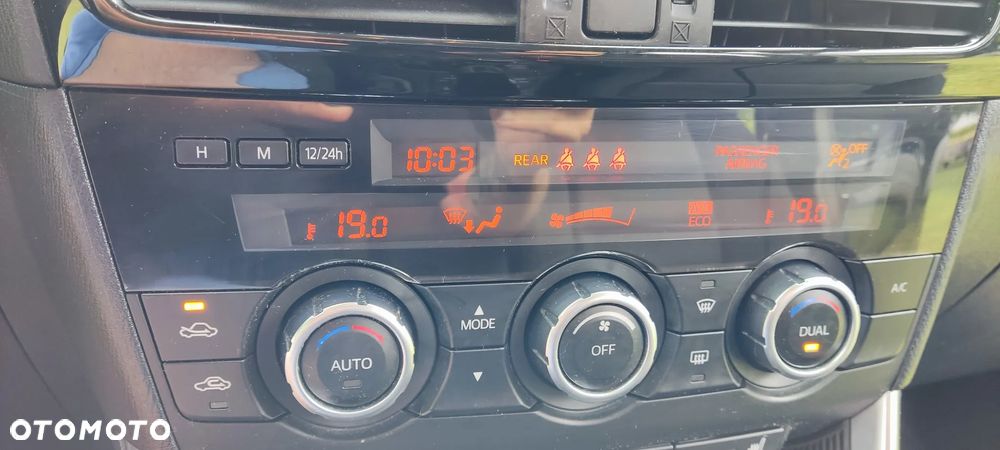 H M 12/24h
10:03 REAR PASSENGER AIRBAG OFF
19.0 ECO 19.0
MODE
A/C
AUTO OFF DUAL
OTOMOTO